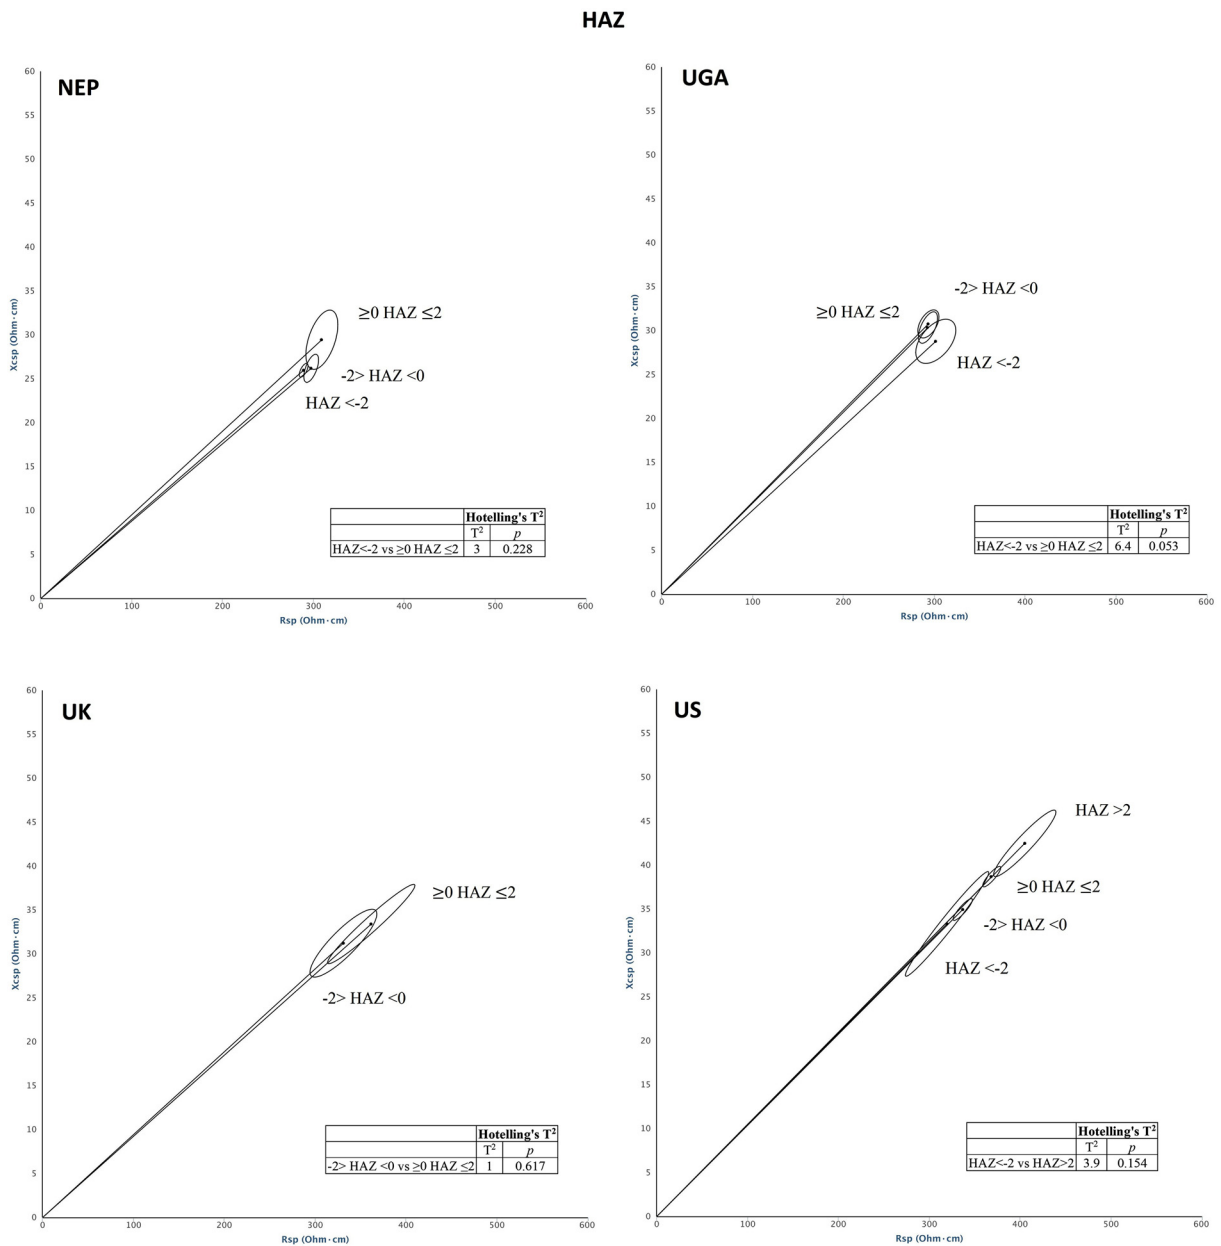 HAZ
NEP
60
55
50
45
40
35
30
25
20
15
10
5
0
Xcsp (Ohm·cm)
≥0 HAZ ≤2
-2> HAZ <0
HAZ <-2
Hotelling's T²
T² p
HAZ<-2 vs ≥0 HAZ ≤2 3 0.228
0 100 200 300 400 500 600
Rsp (Ohm·cm)
UGA
60
55
50
45
40
35
30
25
20
15
10
5
0
Xcsp (Ohm·cm)
-2> HAZ <0
≥0 HAZ ≤2
HAZ <-2
Hotelling's T²
T² p
HAZ<-2 vs ≥0 HAZ ≤2 6.4 0.053
0 100 200 300 400 500 600
Rsp (Ohm·cm)
UK
60
55
50
45
40
35
30
25
20
15
10
5
0
Xcsp (Ohm·cm)
≥0 HAZ ≤2
-2> HAZ <0
Hotelling's T²
T² p
-2> HAZ <0 vs ≥0 HAZ ≤2 1 0.617
0 100 200 300 400 500 600
Rsp (Ohm·cm)
US
60
55
50
45
40
35
30
25
20
15
10
5
0
Xcsp (Ohm·cm)
HAZ >2
≥0 HAZ ≤2
-2> HAZ <0
HAZ <-2
Hotelling's T²
T² p
HAZ<-2 vs HAZ>2 3.9 0.154
0 100 200 300 400 500 600
Rsp (Ohm·cm)